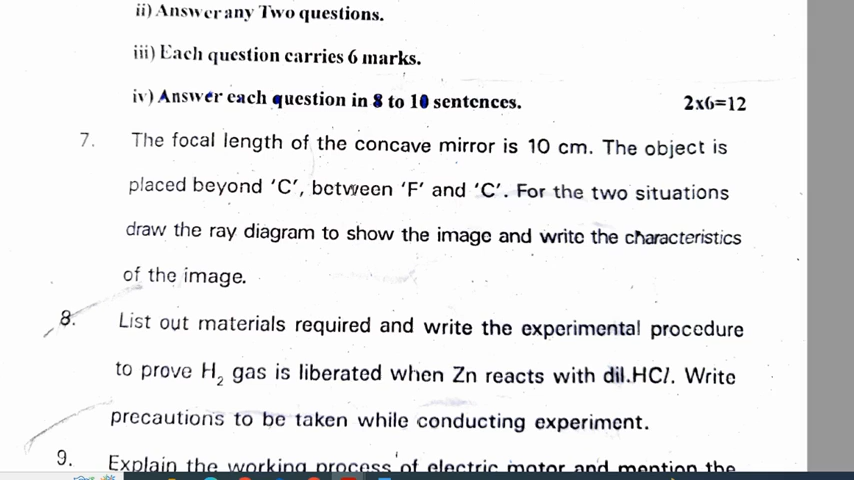 ii) Answer any Two questions.
iii) Each question carries 6 marks.
iv) Answer each question in 8 to 10 sentences. 2x6=12
7. The focal length of the concave mirror is 10 cm. The object is
placed beyond 'C', between 'F' and 'C'. For the two situations
draw the ray diagram to show the image and write the characteristics
of the image.
8. List out materials required and write the experimental procedure
to prove H₂ gas is liberated when Zn reacts with dil.HCl. Write
precautions to be taken while conducting experiment.
9. Explain the working process of electric motor and mention the